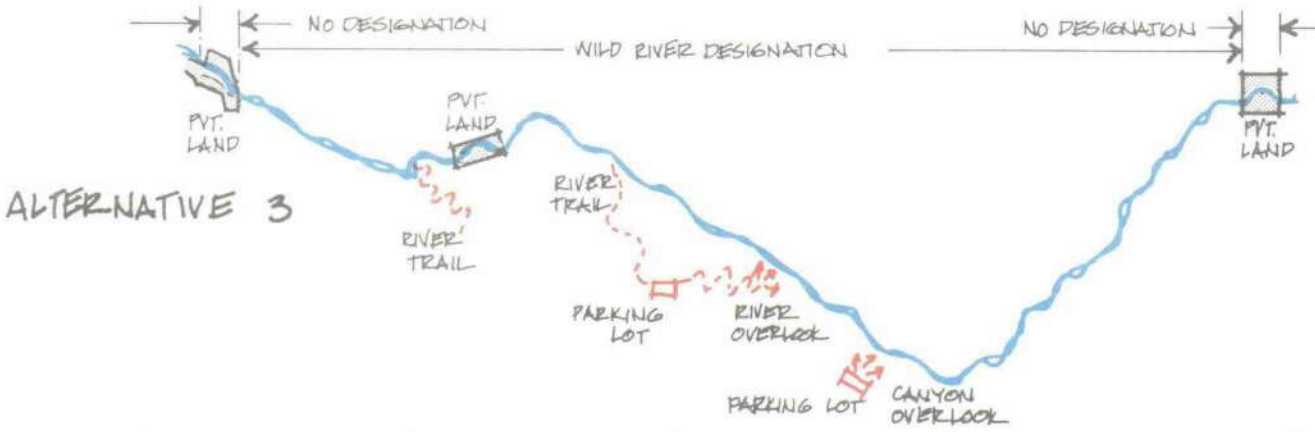 NO DESIGNATION
NO DESIGNATION
WILD RIVER DESIGNATION
PVT.
LAND
PVT.
LAND
PVT.
LAND
ALTERNATIVE 3
RIVER
TRAIL
RIVER
TRAIL
PARKING
LOT
RIVER
OVERLOOK
PARKING LOT
CANYON
OVERLOOK